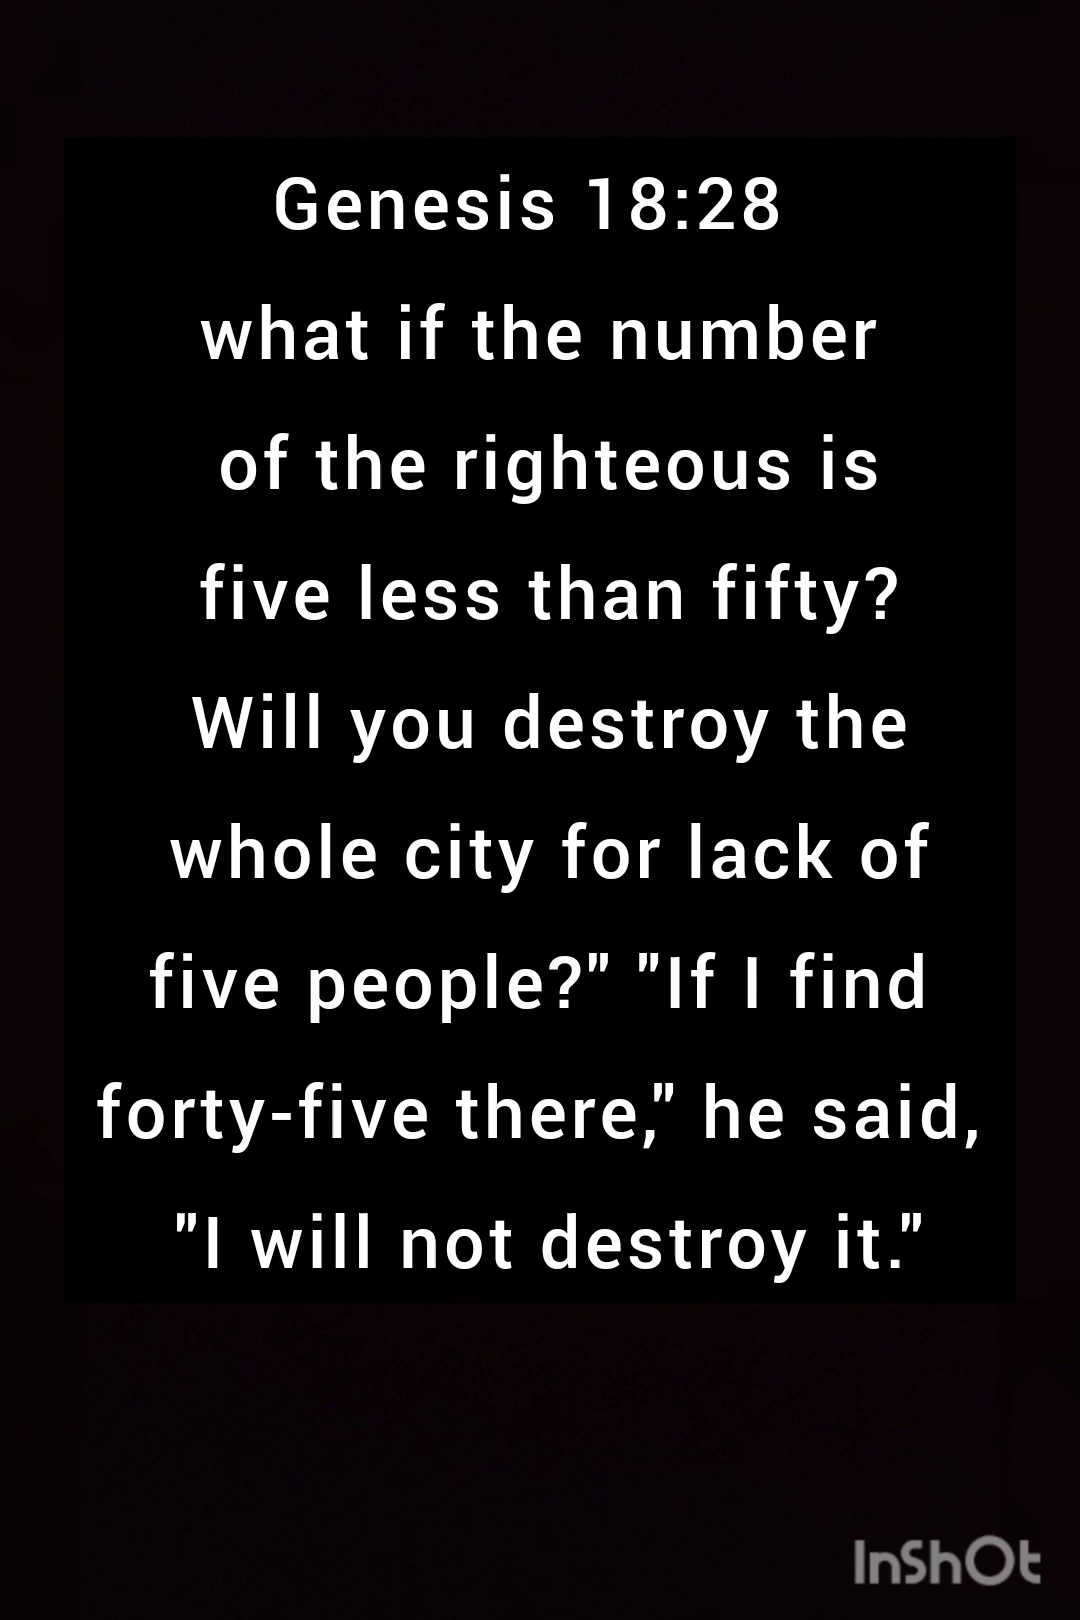 Genesis 18:28
what if the number
of the righteous is
five less than fifty?
Will you destroy the
whole city for lack of
five people?" "If I find
forty-five there," he said,
"I will not destroy it."
InShOt